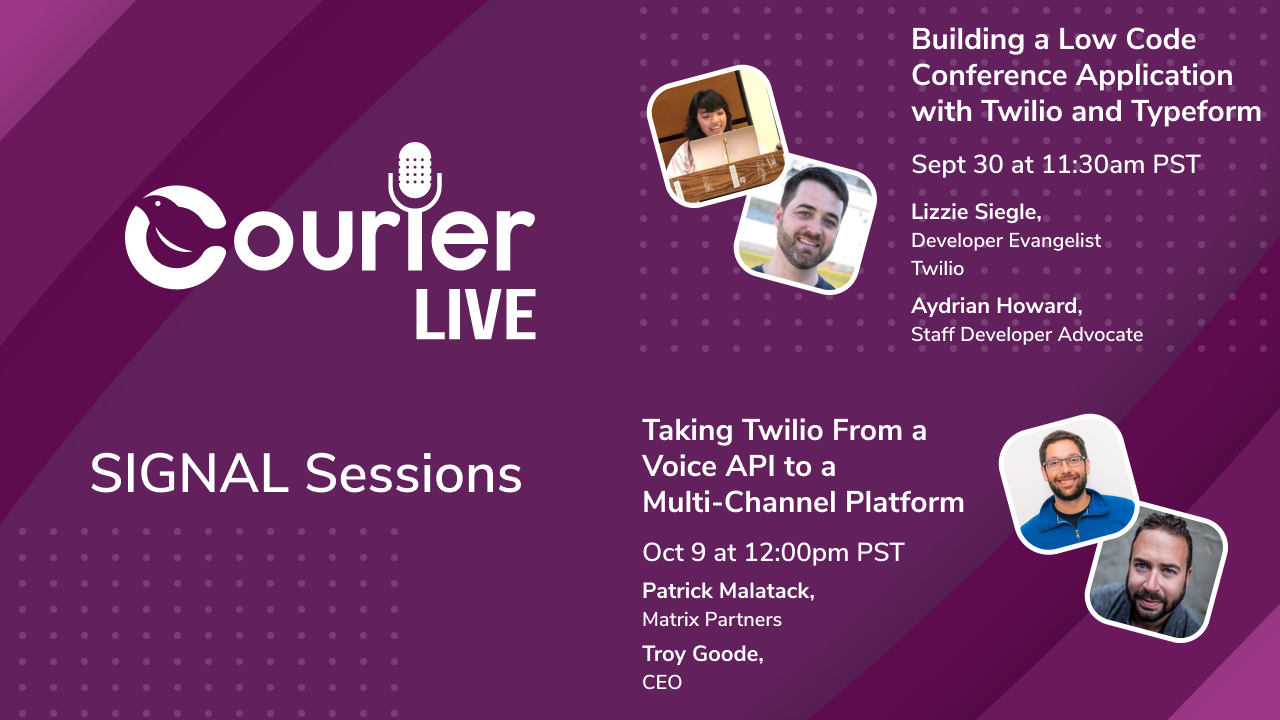 Courier
LIVE
SIGNAL Sessions
Building a Low Code
Conference Application
with Twilio and Typeform
Sept 30 at 11:30am PST
Lizzie Siegle,
Developer Evangelist
Twilio
Aydrian Howard,
Staff Developer Advocate
Taking Twilio From a
Voice API to a
Multi-Channel Platform
Oct 9 at 12:00pm PST
Patrick Malatack,
Matrix Partners
Troy Goode,
CEO